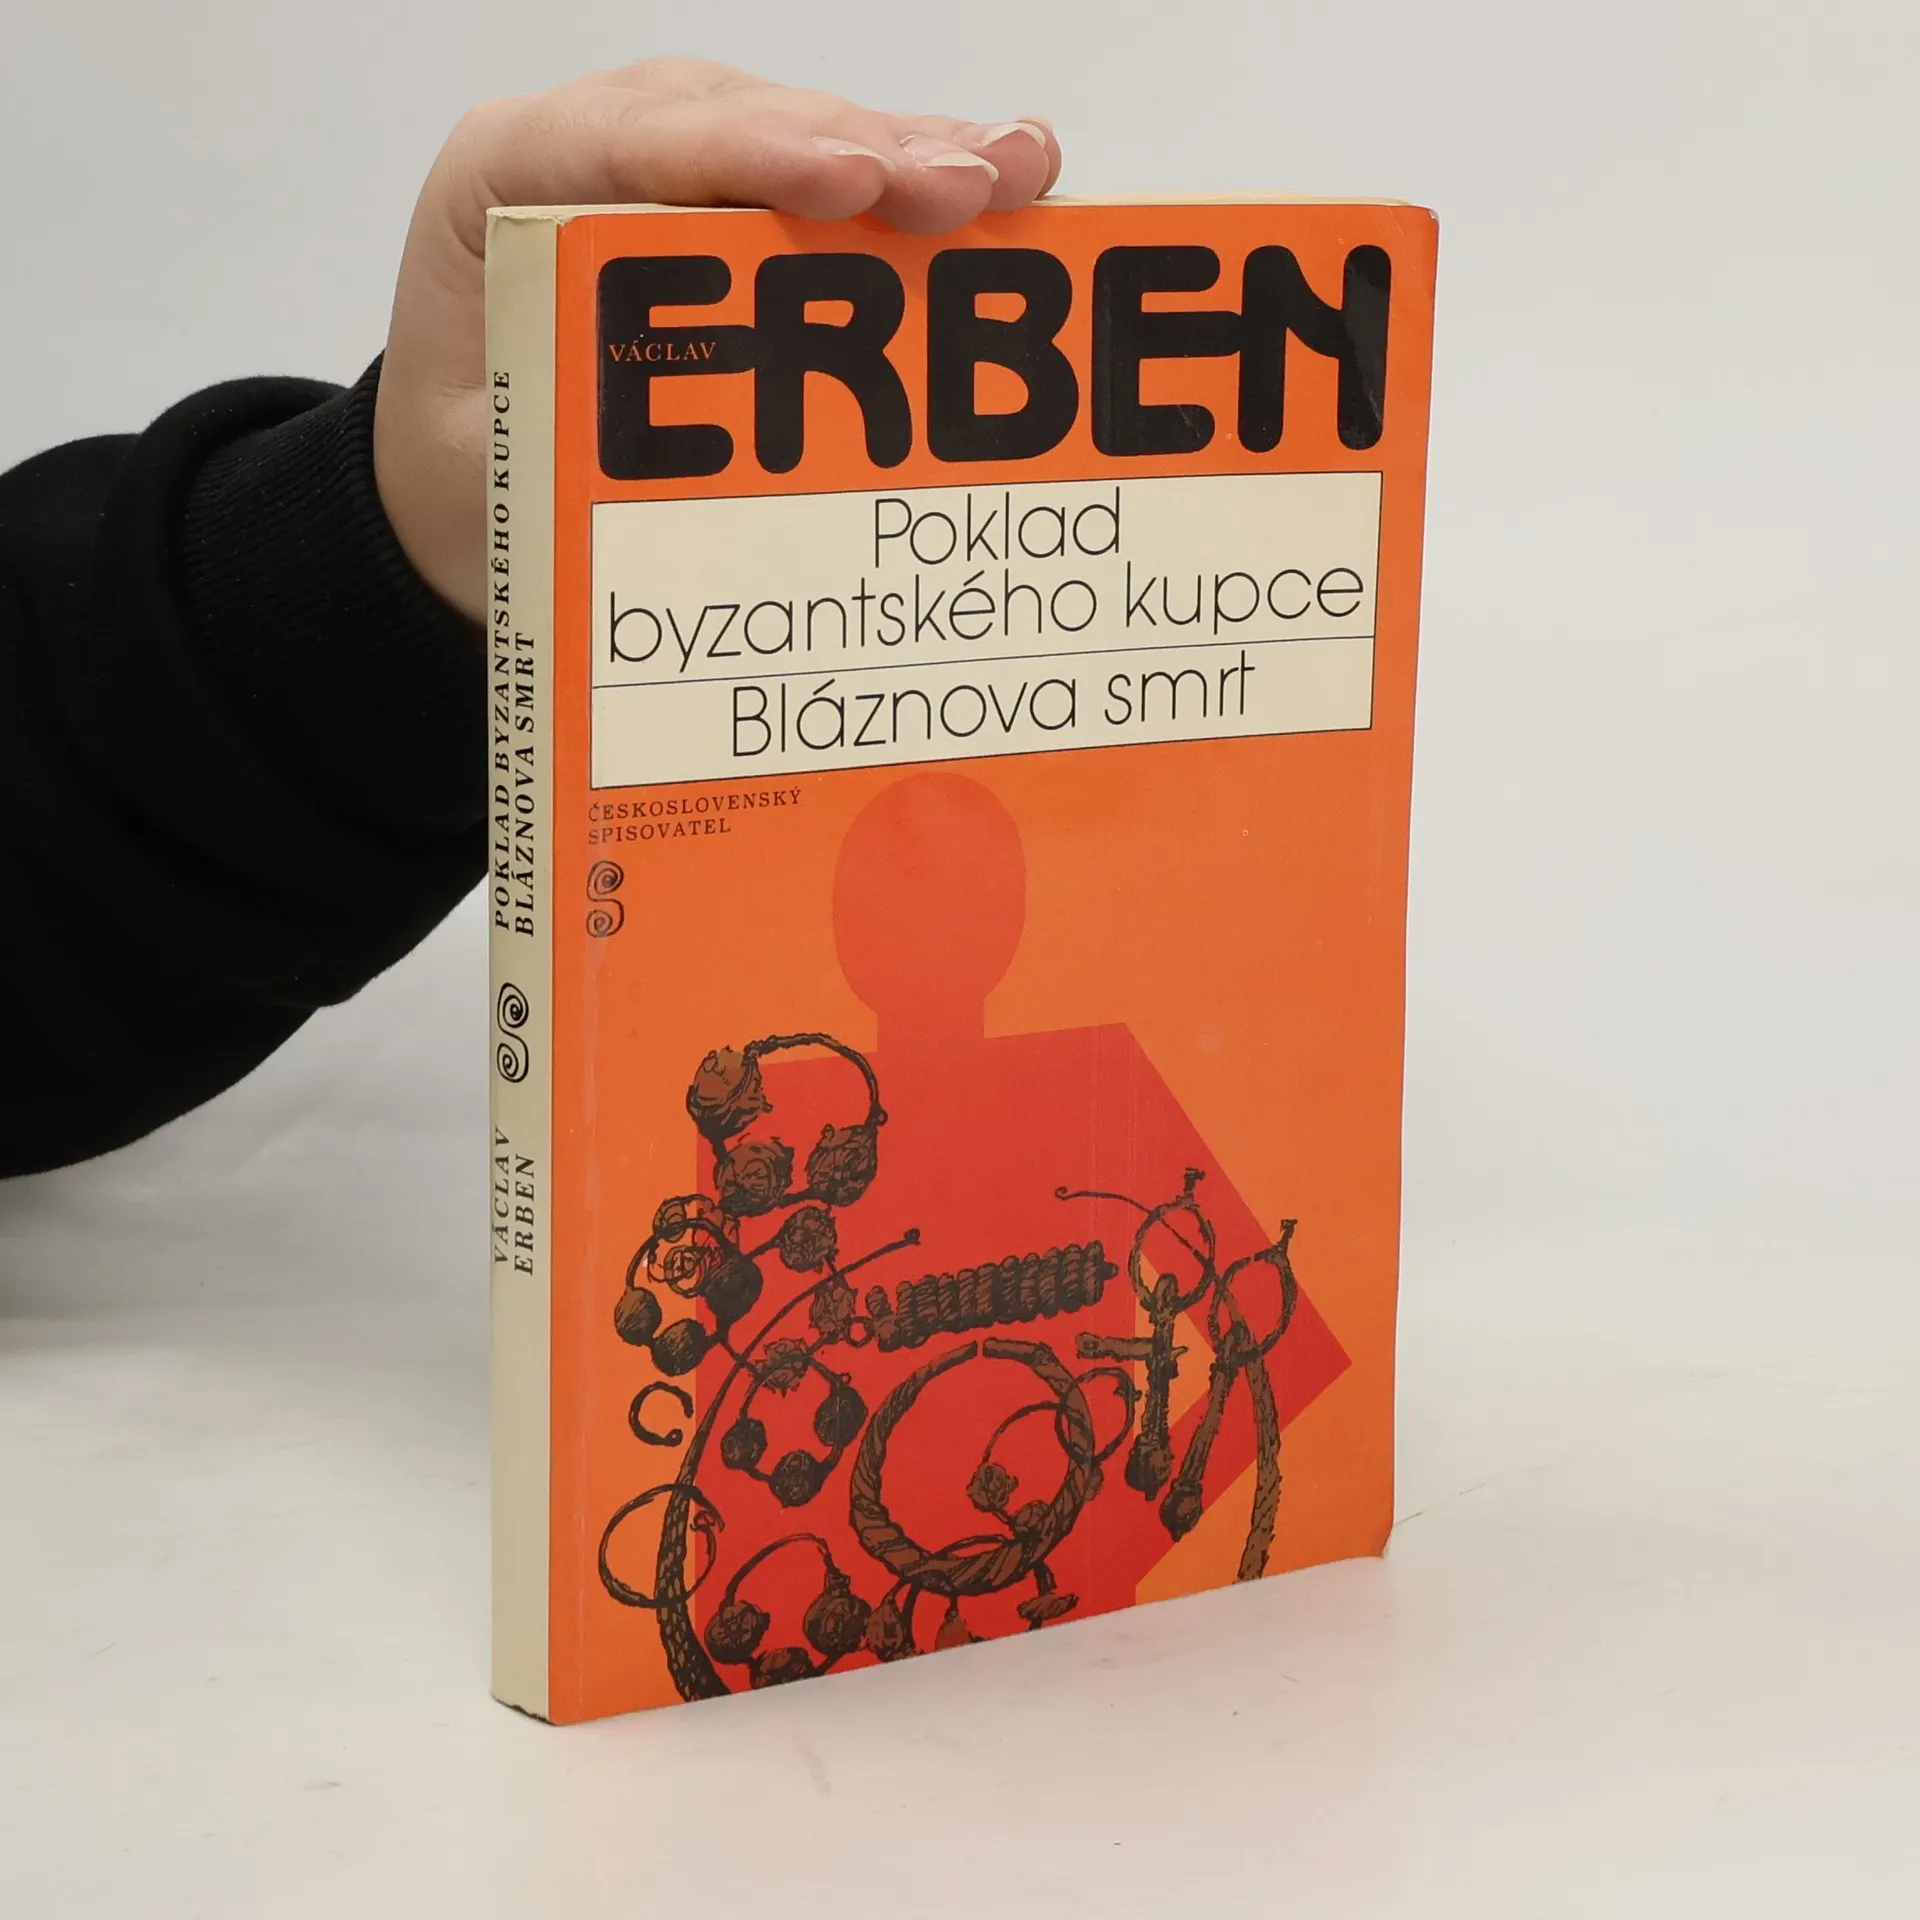 VÁCLAV
ERBEN
Poklad
byzantského kupce
Bláznova smrt
ČESKOSLOVENSKÝ
SPISOVATEL
VÁCLAV
ERBEN
POKLAD BYZANTSKÉHO KUPCE
BLÁZNOVA SMRT